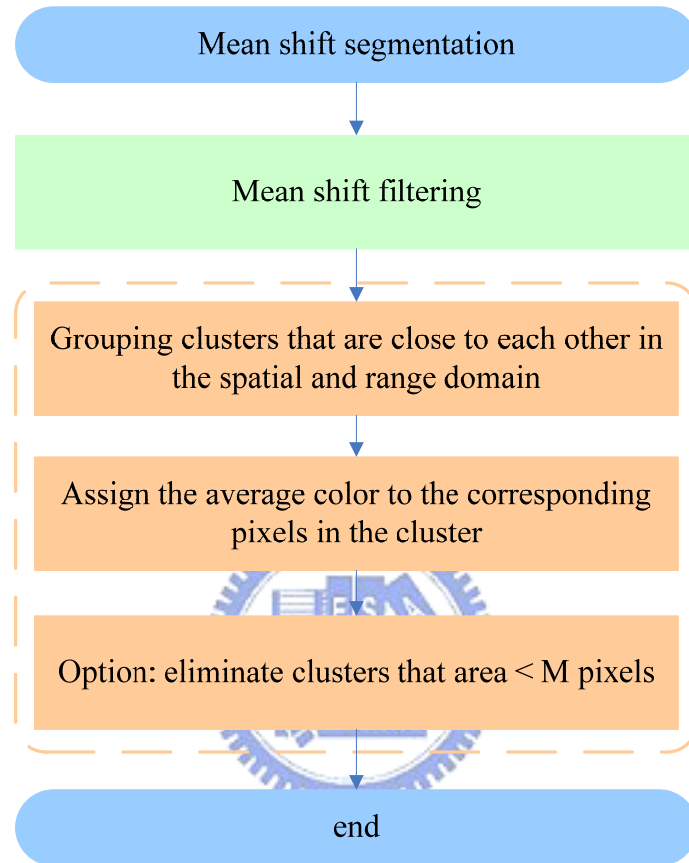 Mean shift segmentation
Mean shift filtering
Grouping clusters that are close to each other in
the spatial and range domain
Assign the average color to the corresponding
pixels in the cluster
Option: eliminate clusters that area < M pixels
end